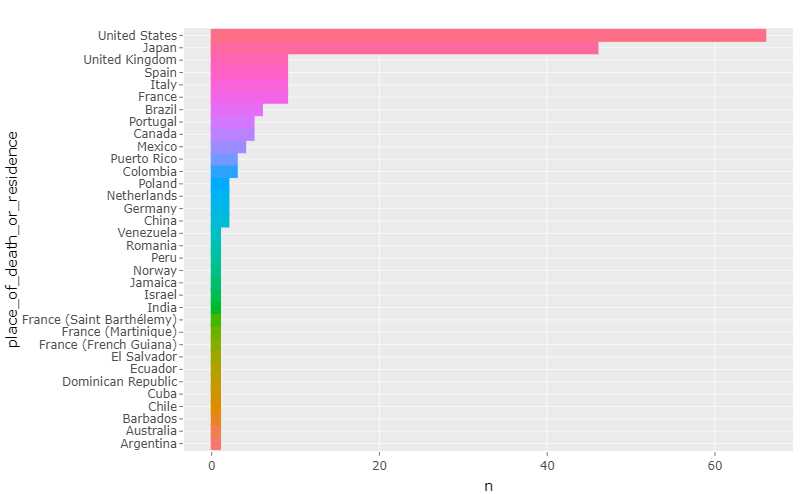 place_of_death_or_residence
United States
Japan
United Kingdom
Spain
Italy
France
Brazil
Portugal
Canada
Mexico
Puerto Rico
Colombia
Poland
Netherlands
Germany
China
Venezuela
Romania
Peru
Norway
Jamaica
Israel
India
France (Saint Barthélemy)
France (Martinique)
France (French Guiana)
El Salvador
Ecuador
Dominican Republic
Cuba
Chile
Barbados
Australia
Argentina
0 20 40 60
n